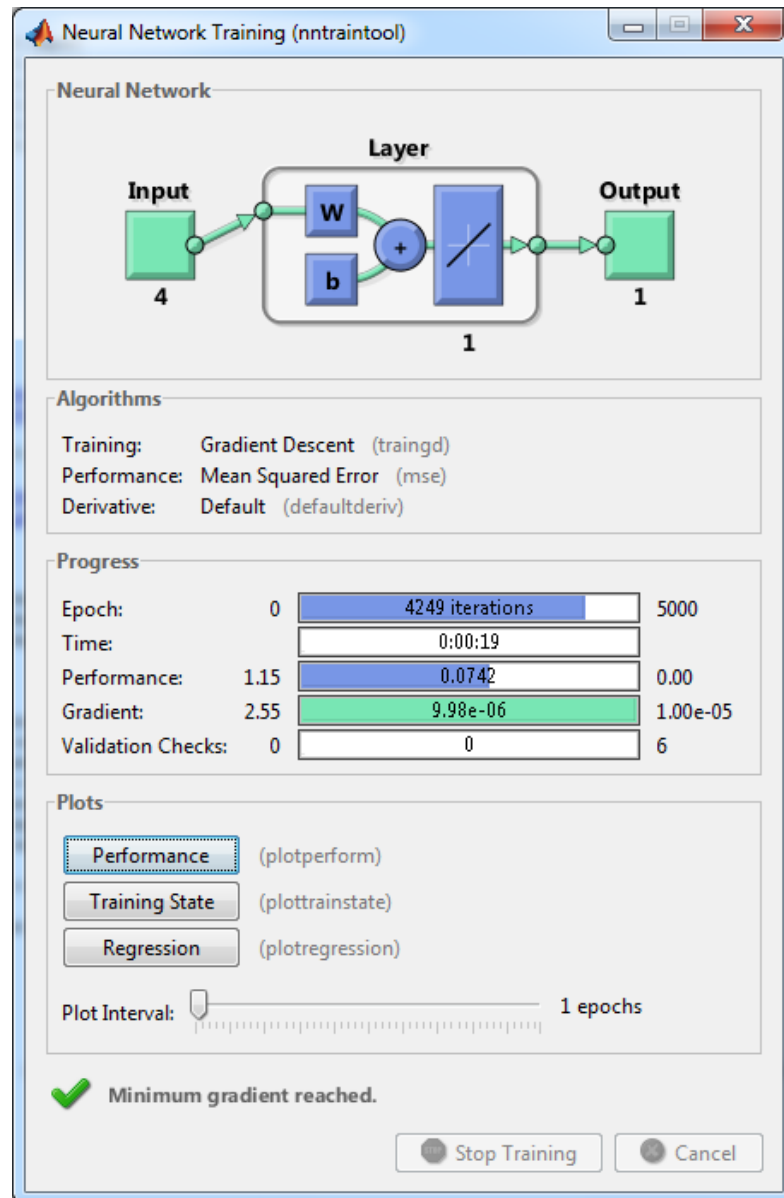 Neural Network Training (nntraintool)
Neural Network
Layer
Input
Output
W
+
b
4
1
1
Algorithms
Training: Gradient Descent (traingd)
Performance: Mean Squared Error (mse)
Derivative: Default (defaultderiv)
Progress
Epoch: 0 4249 iterations 5000
Time: 0:00:19
Performance: 1.15 0.0742 0.00
Gradient: 2.55 9.98e-06 1.00e-05
Validation Checks: 0 0 6
Plots
Performance (plotperform)
Training State (plottrainstate)
Regression (plotregression)
Plot Interval: 1 epochs
Minimum gradient reached.
Stop Training Cancel